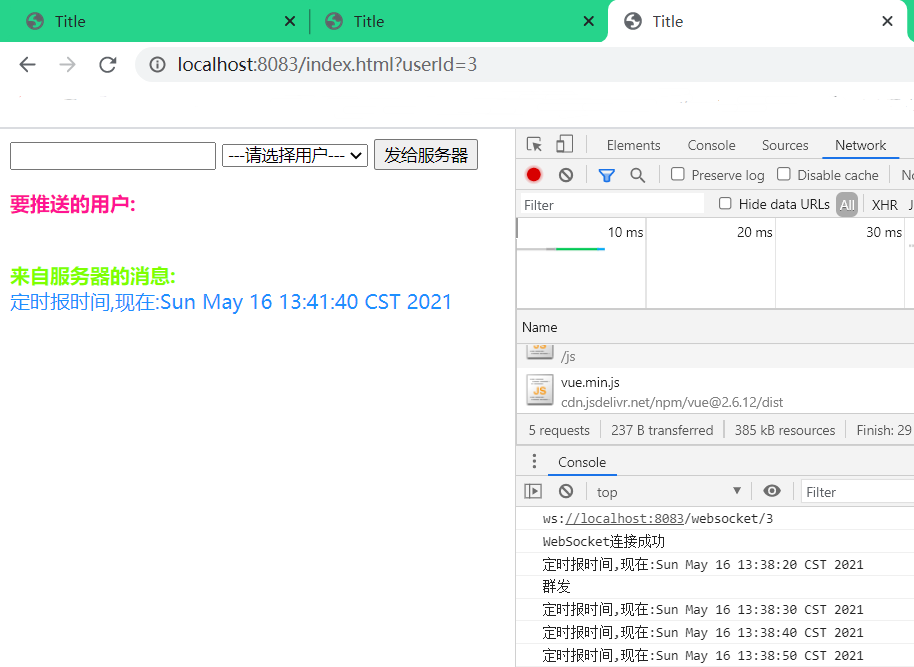 Title
Title
Title
localhost:8083/index.html?userId=3
---请选择用户---
发给服务器
要推送的用户:
来自服务器的消息:
定时报时间,现在:Sun May 16 13:41:40 CST 2021
Elements Console Sources Network
Preserve log Disable cache
Filter Hide data URLs All XHR
10 ms 20 ms 30 ms
Name
/js
vue.min.js
cdn.jsdelivr.net/npm/vue@2.6.12/dist
5 requests 237 B transferred 385 kB resources Finish: 29
Console
top Filter
ws://localhost:8083/websocket/3
WebSocket连接成功
定时报时间,现在:Sun May 16 13:38:20 CST 2021
群发
定时报时间,现在:Sun May 16 13:38:30 CST 2021
定时报时间,现在:Sun May 16 13:38:40 CST 2021
定时报时间,现在:Sun May 16 13:38:50 CST 2021